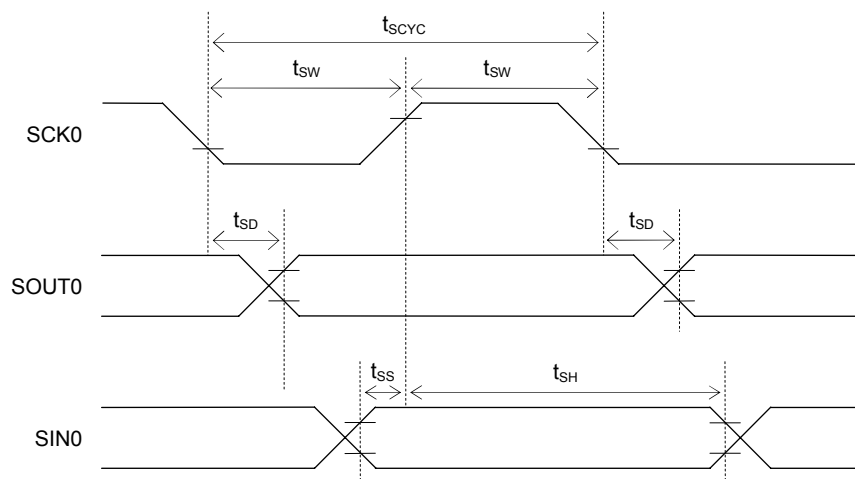 tSCYC
tSW tSW
SCK0
tSD tSD
SOUT0
tSS tSH
SIN0